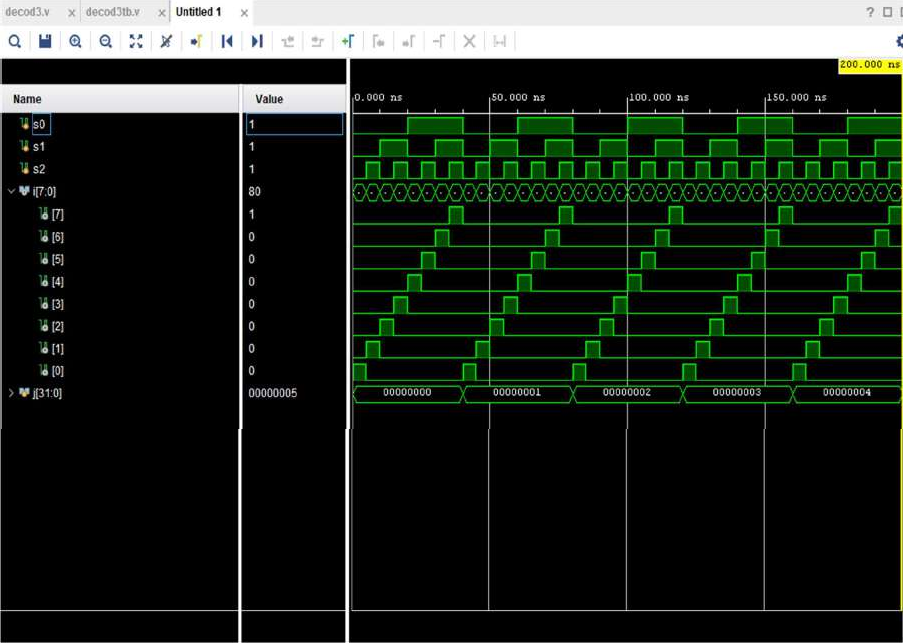 decod3.v × decod3tb.v × Untitled 1 × ?
200.000 ns
Name Value 0.000 ns 50.000 ns 100.000 ns 150.000 ns
s0 1
s1 1
s2 1
i[7:0] 80
[7] 1
[6] 0
[5] 0
[4] 0
[3] 0
[2] 0
[1] 0
[0] 0
j[31:0] 00000005 00000000 00000001 00000002 00000003 00000004